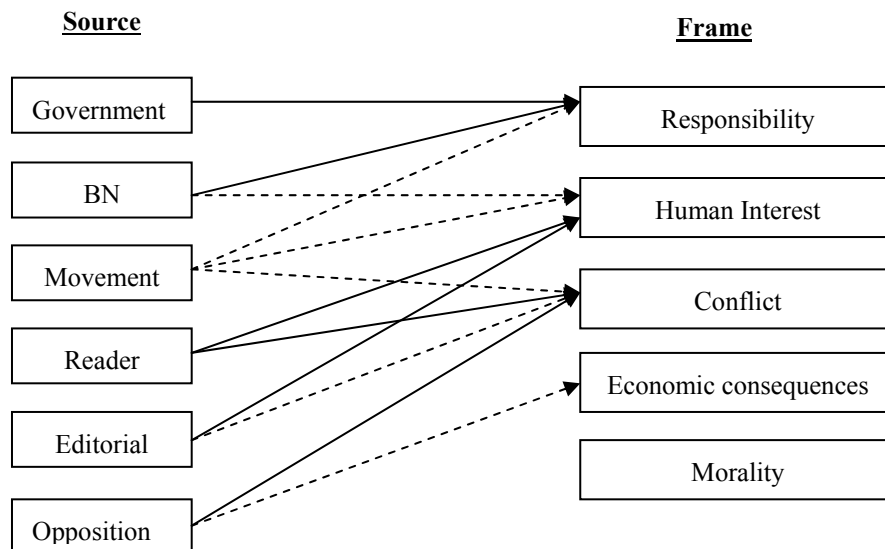 Source
Frame
Government
Responsibility
BN
Human Interest
Movement
Conflict
Reader
Economic consequences
Editorial
Morality
Opposition